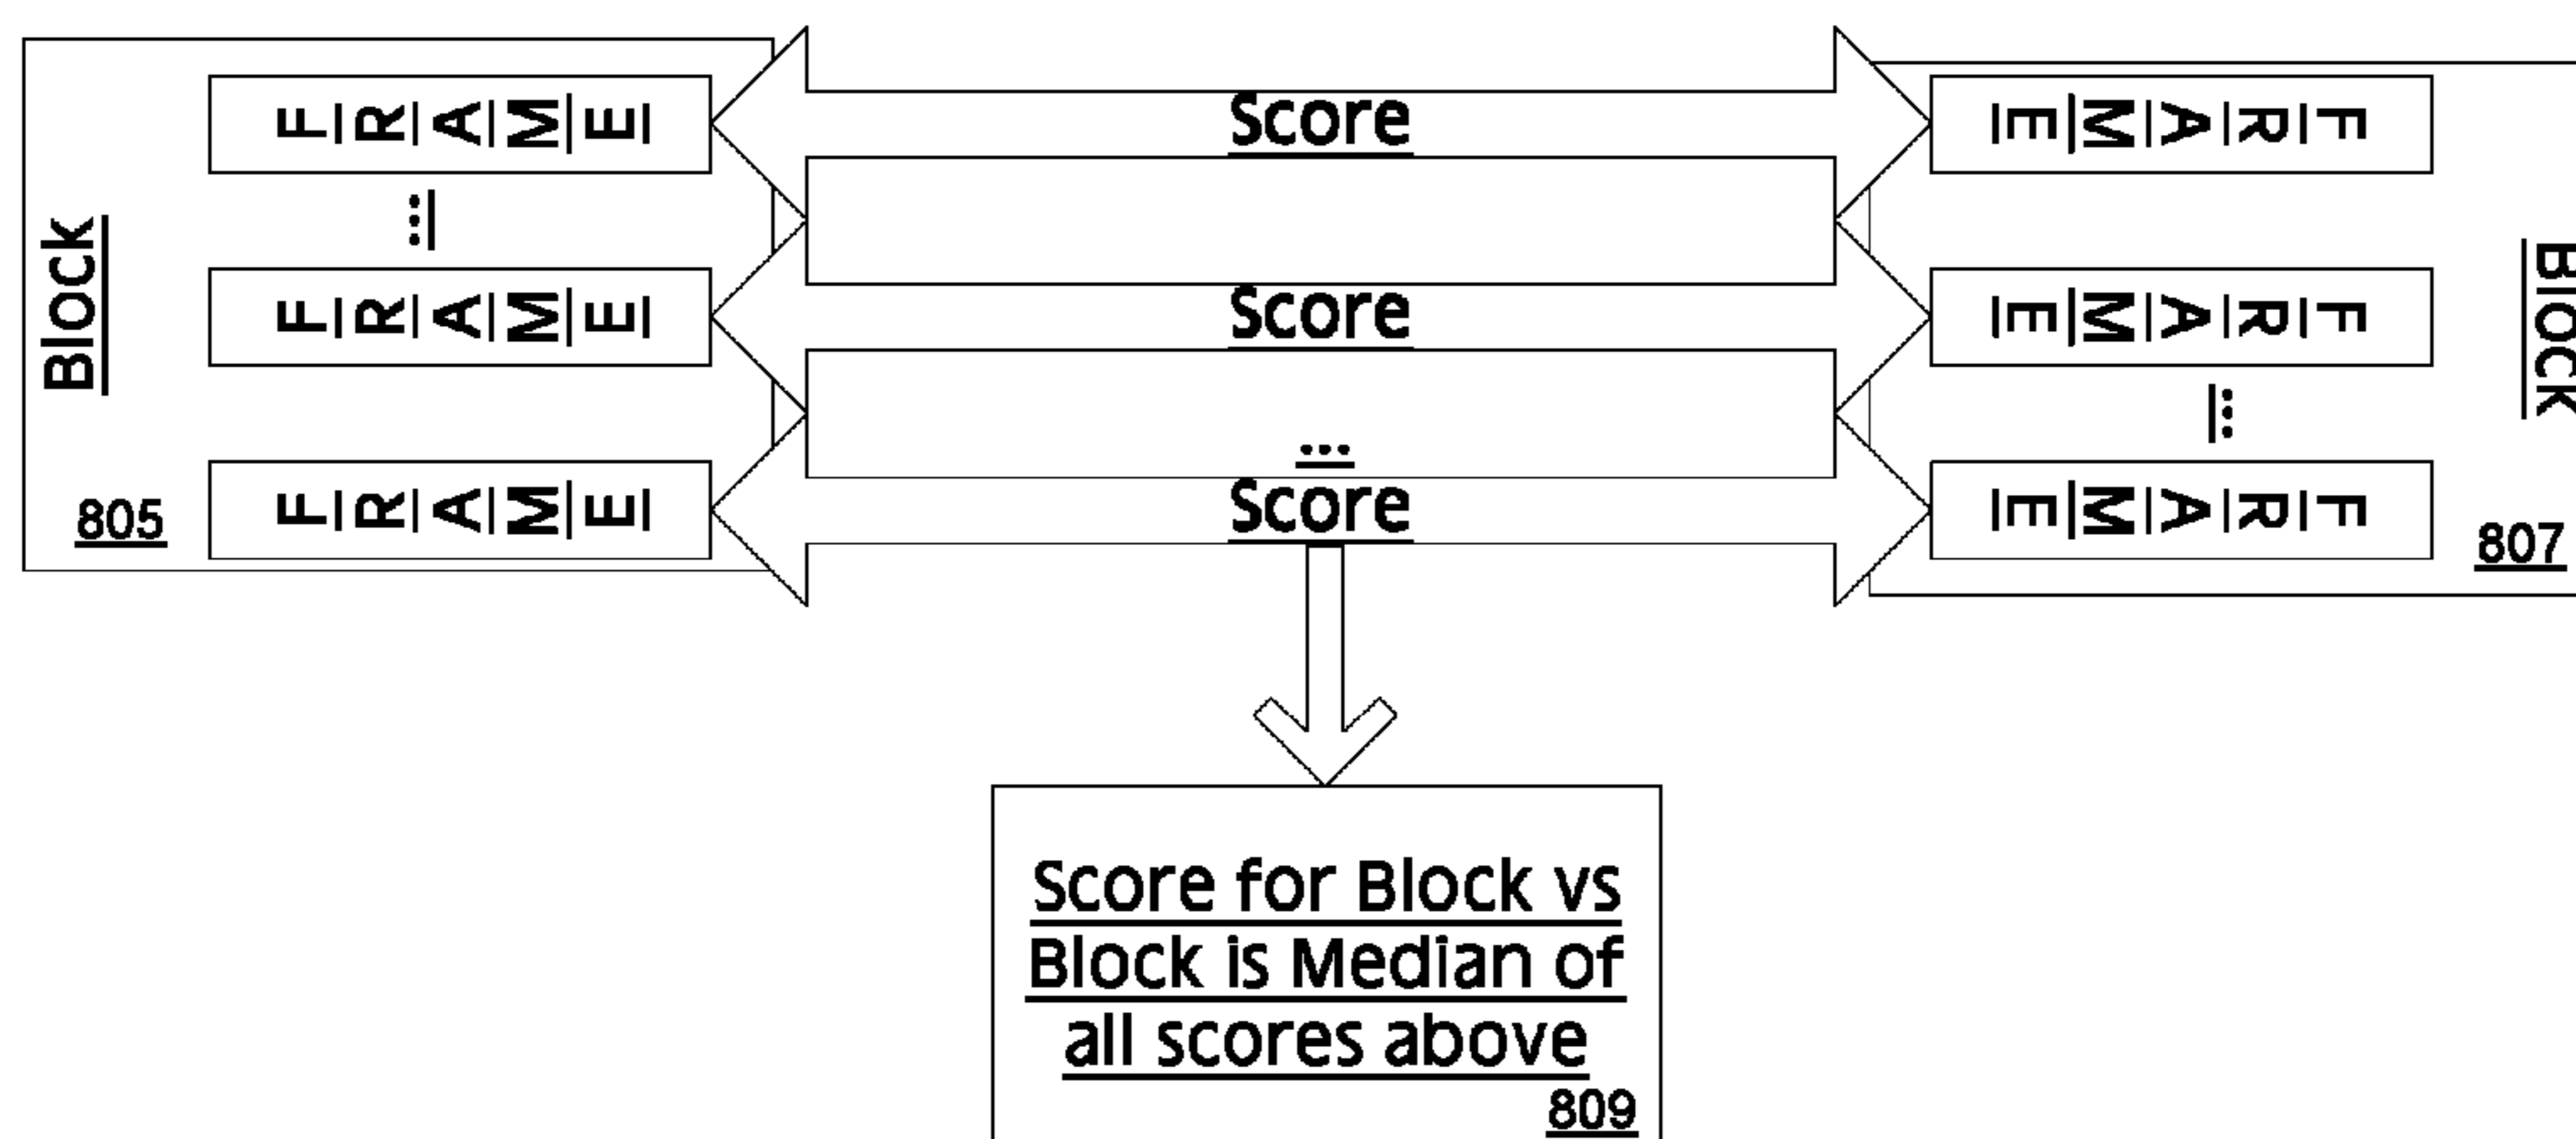 Block
FRAME
...
FRAME
FRAME
805
Score
Score
...
Score
FRAME
FRAME
...
FRAME
Block
807
Score for Block vs
Block is Median of
all scores above
809